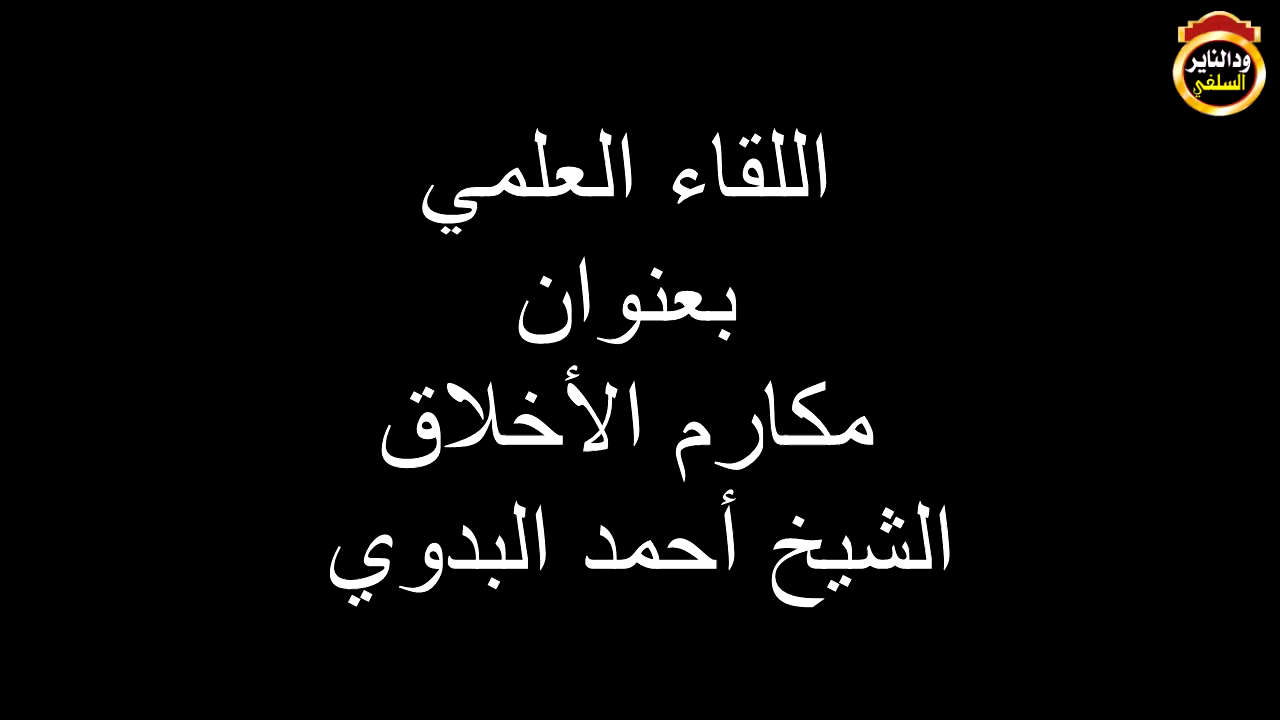 ودالناير
السلفي
اللقاء العلمي
بعنوان
مكارم الأخلاق
الشيخ أحمد البدوي